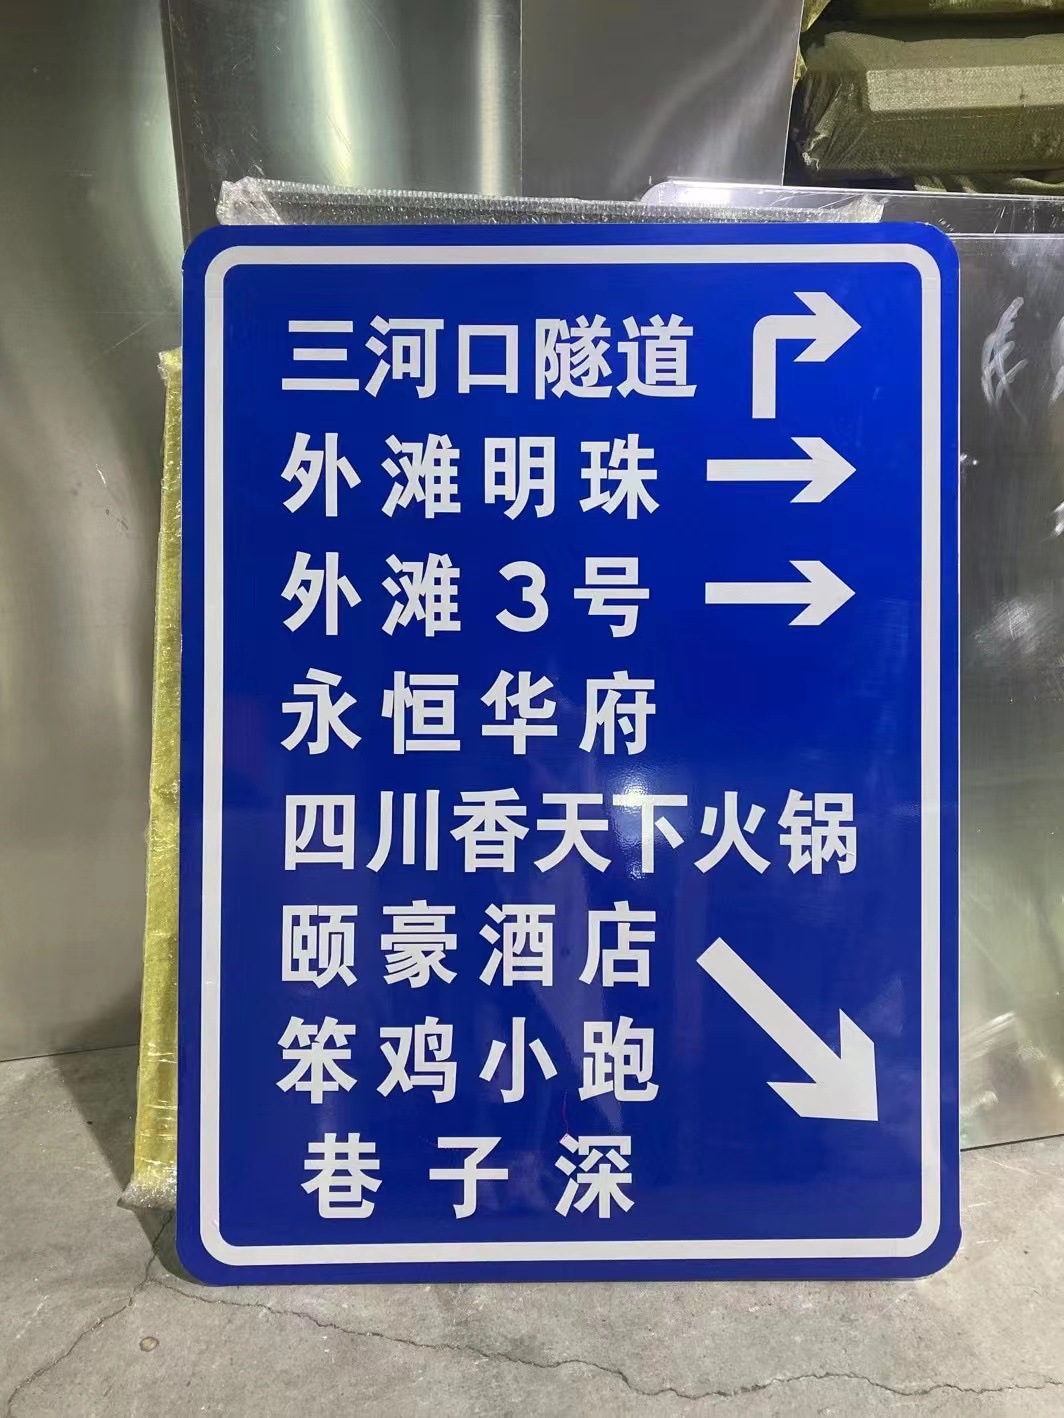 三河口隧道
外滩明珠
外滩3号
永恒华府
四川香天下火锅
颐豪酒店
笨鸡小跑
巷子深